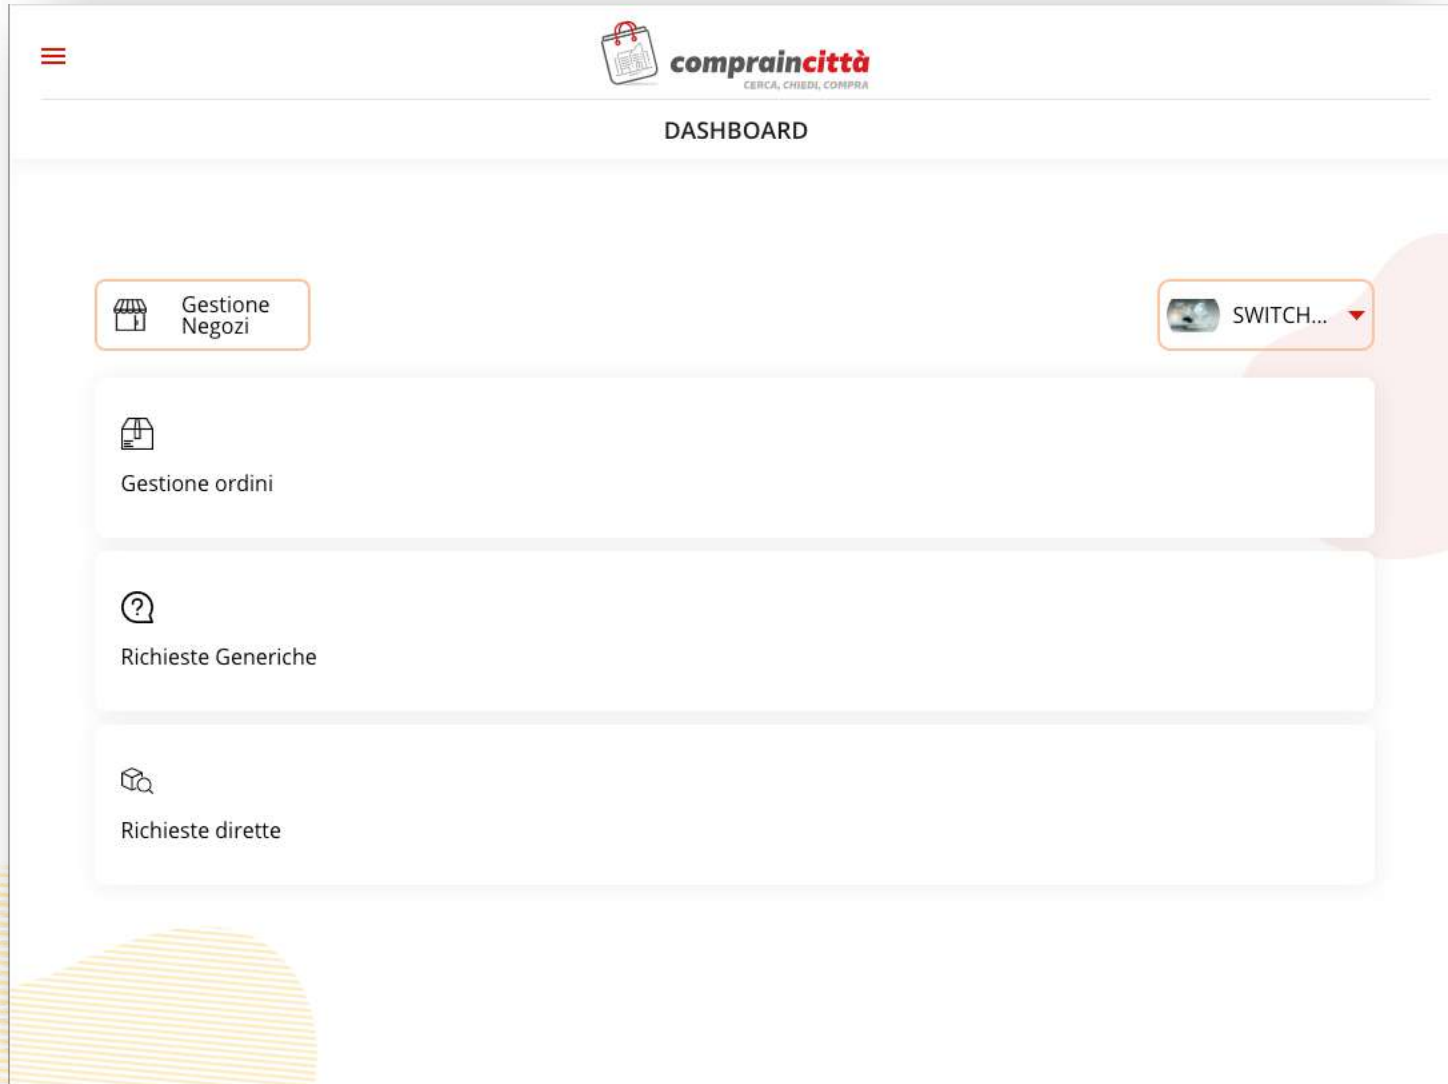 compraincittà
CERCA, CHIEDI, COMPRA
DASHBOARD
Gestione
Negozi
SWITCH...
Gestione ordini
Richieste Generiche
Richieste dirette